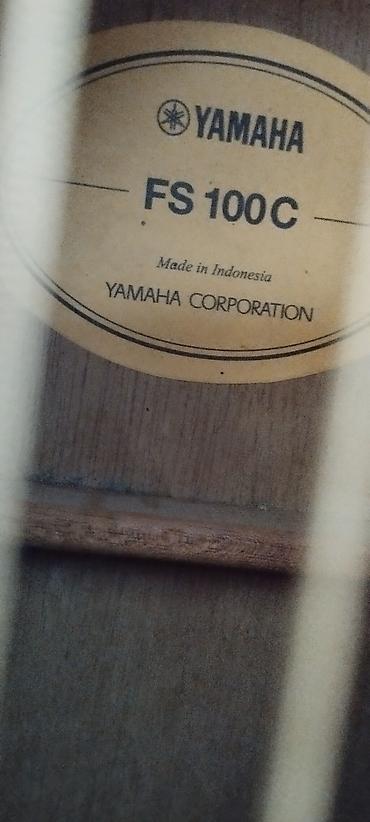 YAMAHA
FS 100C
Made in Indonesia
YAMAHA CORPORATION